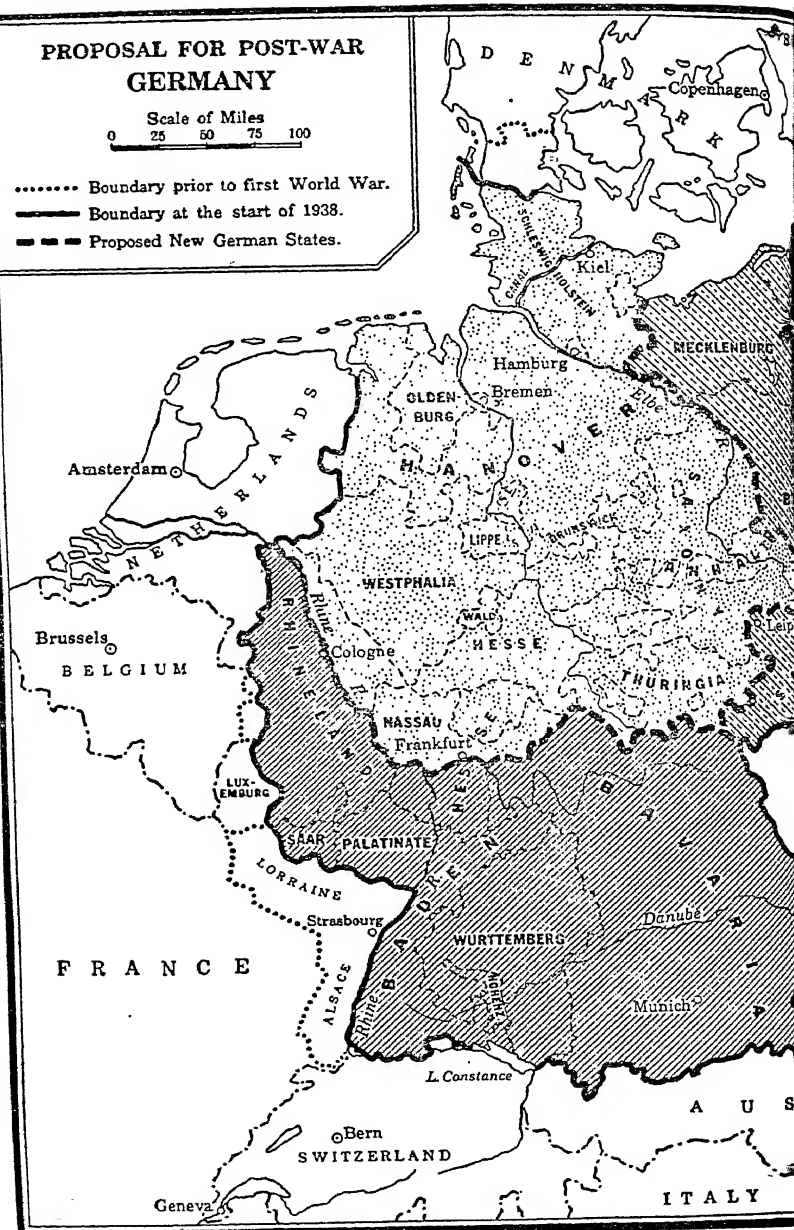 PROPOSAL FOR POST-WAR
GERMANY
Scale of Miles
0 25 50 75 100
Boundary prior to first World War.
Boundary at the start of 1938.
Proposed New German States.
DENMARK
Copenhagen
SCHLESWIG
HOLSTEIN
CANAL
Kiel
MECKLENBURG
Hamburg
Bremen
Elbe
OLDEN-
BURG
HANOVER
NETHERLANDS
Amsterdam
LIPPE
BRUNSWICK
SAXONY
ANHALT
WESTPHALIA
WALD.
HESSE
Leip
THURINGIA
RHINELAND
Rhine
Cologne
Brussels
BELGIUM
NASSAU
Frankfurt
HESSE
LUX-
EMBURG
SAAR
PALATINATE
LORRAINE
Strasbourg
ALSACE
FRANCE
Rhine
BADEN
WURTTEMBERG
HOHENZ.
BAVARIA
Danube
Munich
L. Constance
AUS
Bern
SWITZERLAND
Geneva
ITALY